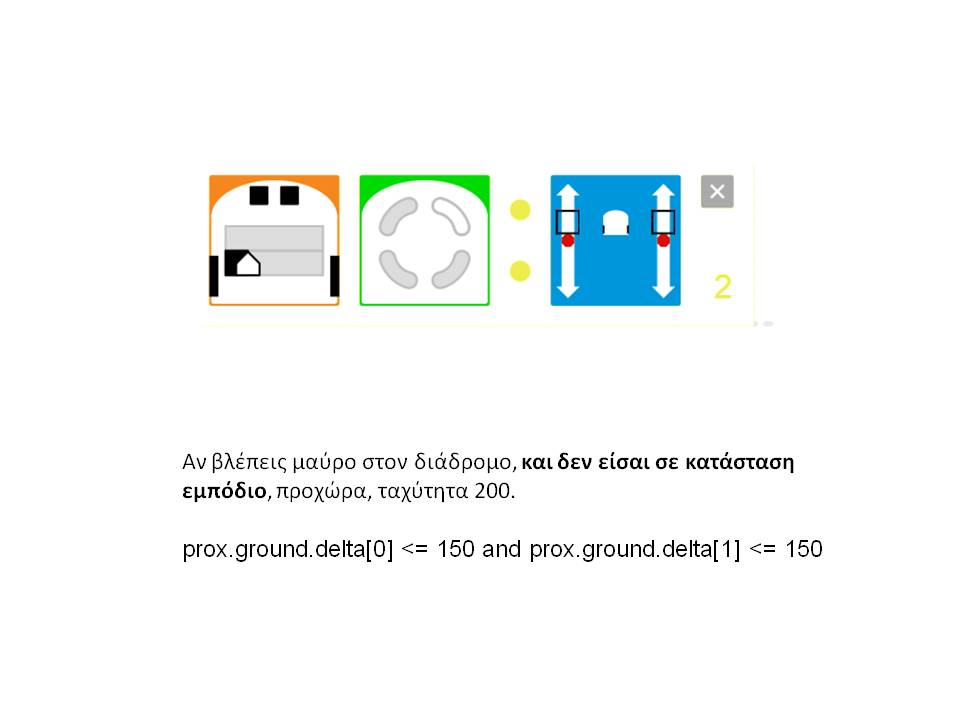 2
Αν βλέπεις μαύρο στον διάδρομο, και δεν είσαι σε κατάσταση
εμπόδιο, προχώρα, ταχύτητα 200.
prox.ground.delta[0] <= 150 and prox.ground.delta[1] <= 150